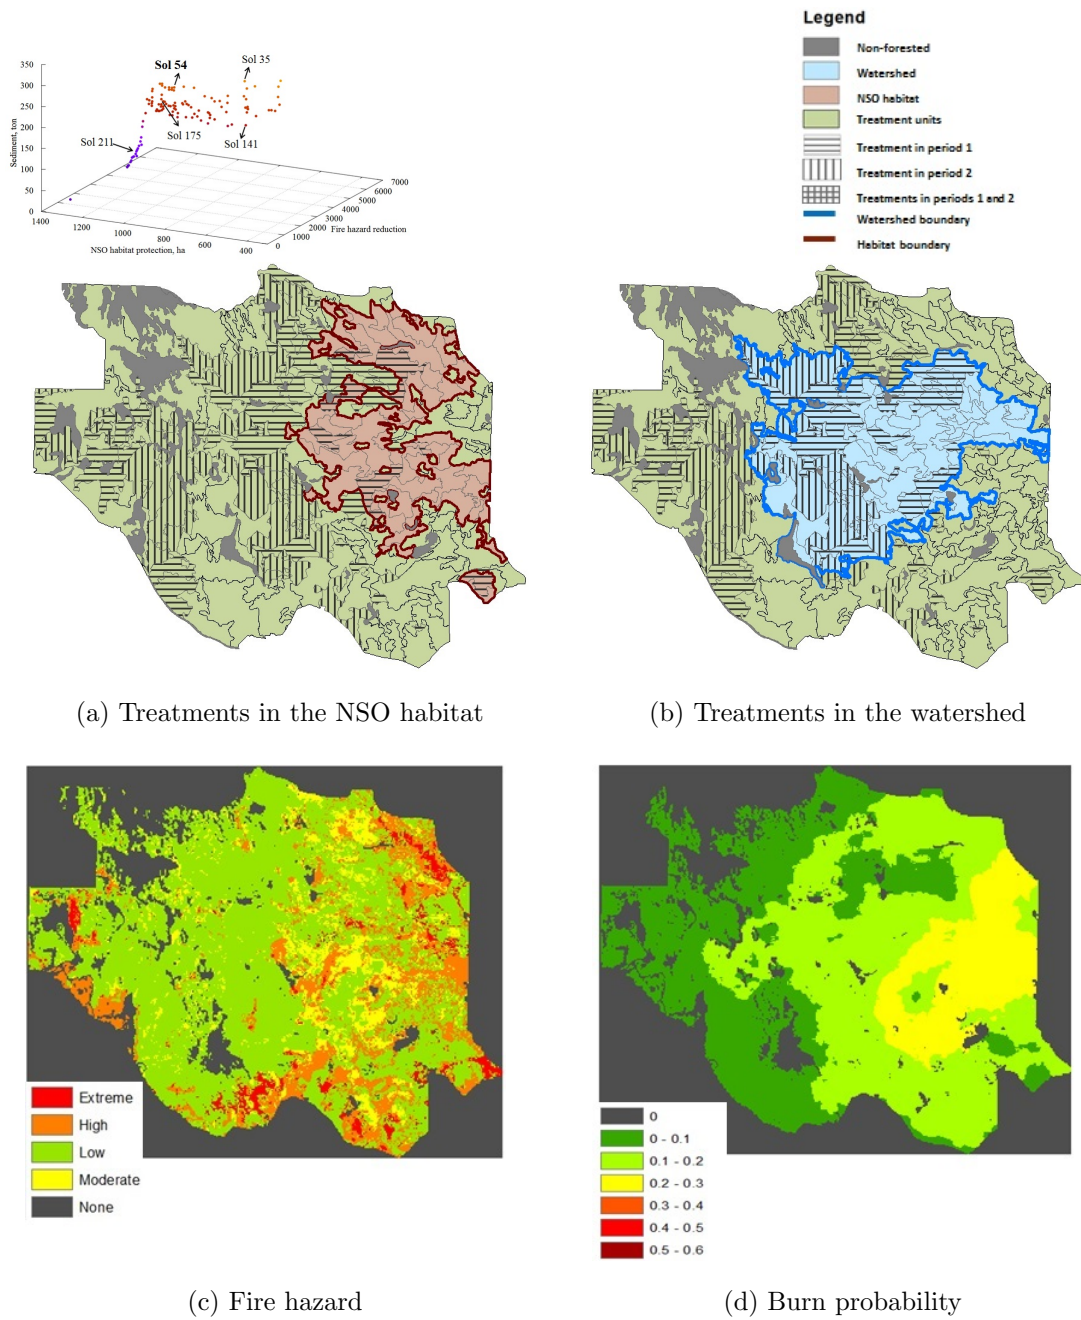 Legend
Non-forested
Watershed
NSO habitat
Treatment units
Treatment in period 1
Treatment in period 2
Treatments in periods 1 and 2
Watershed boundary
Habitat boundary
Sol 54
Sol 35
Sol 211
Sol 175
Sol 141
Sediment, ton
350
300
250
200
150
100
50
0
1400
1200
1000
800
600
400
NSO habitat protection, ha
0
1000
2000
3000
4000
5000
6000
7000
Fire hazard reduction
(a) Treatments in the NSO habitat
(b) Treatments in the watershed
Extreme
High
Low
Moderate
None
0
0 - 0.1
0.1 - 0.2
0.2 - 0.3
0.3 - 0.4
0.4 - 0.5
0.5 - 0.6
(c) Fire hazard
(d) Burn probability